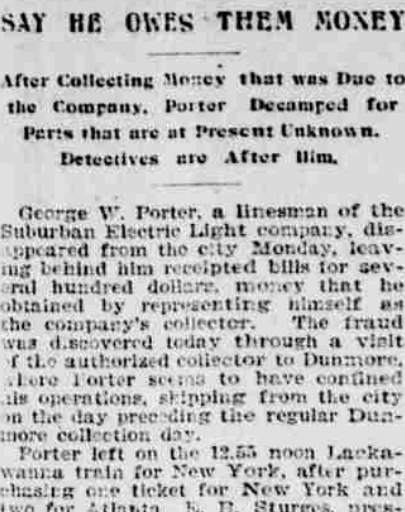 SAY HE OWES THEM MONEY
After Collecting Money that was Due to
the Company, Porter Decamped for
Parts that are at Present Unknown.
Detectives are After Him.
George W. Porter, a linesman of the
Suburban Electric Light company, dis-
appeared from the city Monday, leav-
ing behind him receipted bills for sev-
eral hundred dollars, money that he
obtained by representing himself as
the company's collector. The fraud
was discovered today through a visit
of the authorized collector to Dunmore,
where Porter seems to have confined
his operations, skipping from the city
on the day preceding the regular Dun-
more collection day.
Porter left on the 12.55 noon Lacka-
wanna train for New York, after pur-
chasing one ticket for New York and
two for Atlanta. E. B. Sturges, pres-